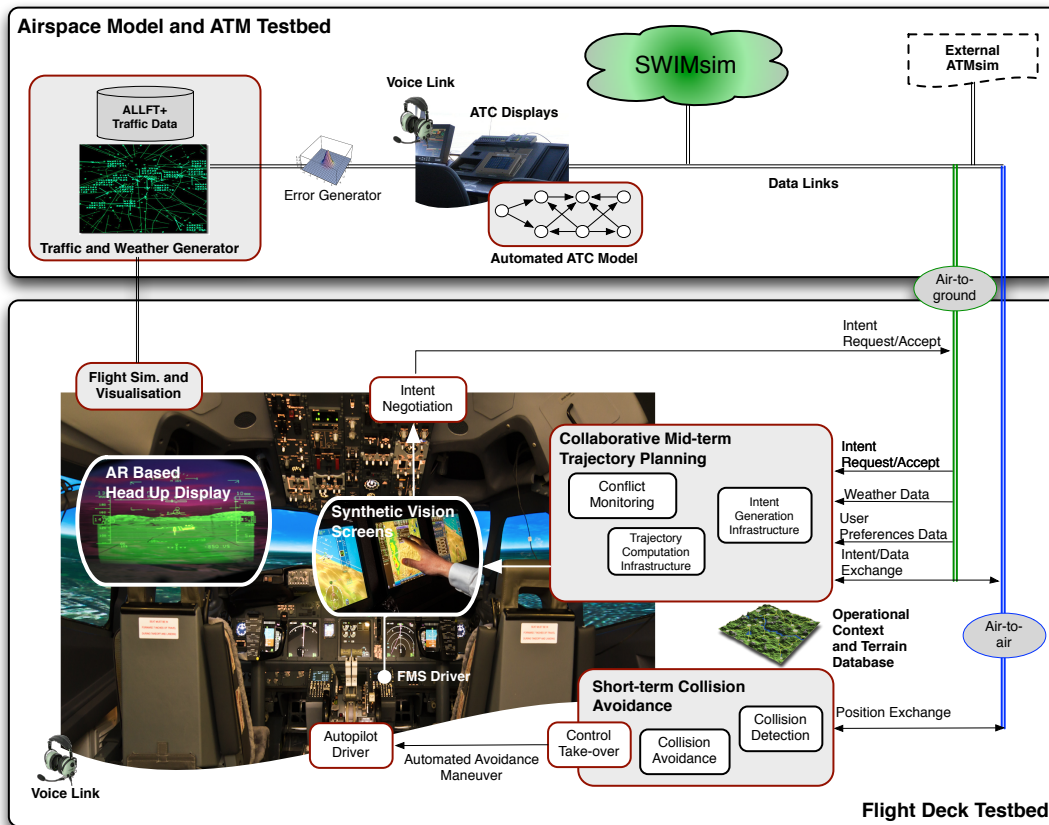 Airspace Model and ATM Testbed
ALLFT+
Traffic Data
Traffic and Weather Generator
Error Generator
Voice Link
ATC Displays
Automated ATC Model
SWIMsim
External
ATMsim
Data Links
Air-to-
ground
Flight Sim. and
Visualisation
Intent
Negotiation
Intent
Request/Accept
AR Based
Head Up Display
Synthetic Vision
Screens
FMS Driver
Collaborative Mid-term
Trajectory Planning
Conflict
Monitoring
Intent
Generation
Infrastructure
Trajectory
Computation
Infrastructure
Intent
Request/Accept
Weather Data
User
Preferences Data
Intent/Data
Exchange
Operational
Context
and Terrain
Database
Air-to-
air
Short-term Collision
Avoidance
Collision
Detection
Control
Take-over
Collision
Avoidance
Position Exchange
Autopilot
Driver
Automated Avoidance
Maneuver
Voice Link
Flight Deck Testbed